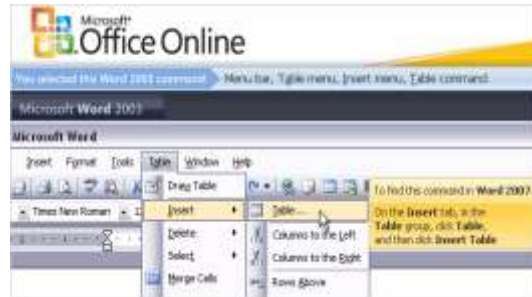 Microsoft
Office Online
You selected this Word 2003 command Menu bar, Table menu, Insert menu, Table command
Microsoft Word 2003
Microsoft Word
Insert Format Tools Table Window Help
Draw Table
Times New Roman
Insert Table...
To find this command in Word 2007
On the Insert tab, in the
Table group, click Table,
and then click Insert Table
Delete Columns to the Left
Select Columns to the Right
Merge Cells Rows Above